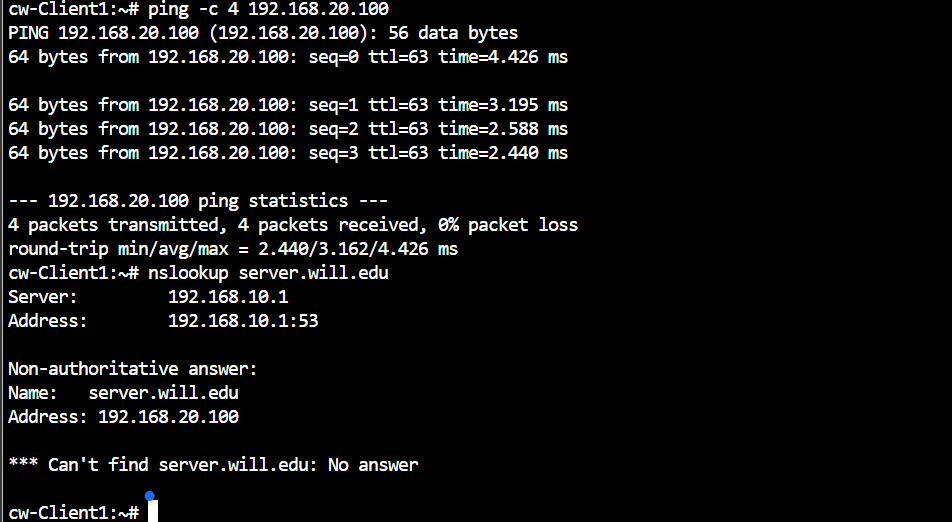 cw-Client1:~# ping -c 4 192.168.20.100
PING 192.168.20.100 (192.168.20.100): 56 data bytes
64 bytes from 192.168.20.100: seq=0 ttl=63 time=4.426 ms
64 bytes from 192.168.20.100: seq=1 ttl=63 time=3.195 ms
64 bytes from 192.168.20.100: seq=2 ttl=63 time=2.588 ms
64 bytes from 192.168.20.100: seq=3 ttl=63 time=2.440 ms
--- 192.168.20.100 ping statistics ---
4 packets transmitted, 4 packets received, 0% packet loss
round-trip min/avg/max = 2.440/3.162/4.426 ms
cw-Client1:~# nslookup server.will.edu
Server:         192.168.10.1
Address:        192.168.10.1:53
Non-authoritative answer:
Name:   server.will.edu
Address: 192.168.20.100
*** Can't find server.will.edu: No answer
cw-Client1:~#